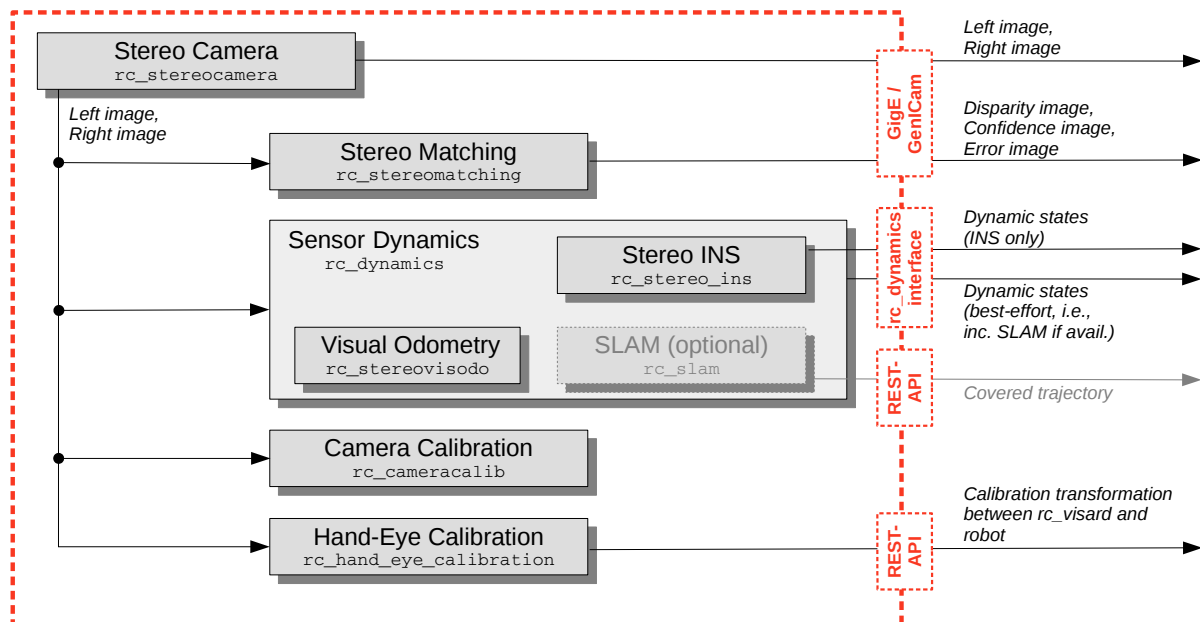 Stereo Camera
rc_stereocamera
Left image,
Right image
Left image,
Right image
GigE /
GenICam
Disparity image,
Confidence image,
Error image
Stereo Matching
rc_stereomatching
Sensor Dynamics
rc_dynamics
Stereo INS
rc_stereo_ins
Visual Odometry
rc_stereovisodo
SLAM (optional)
rc_slam
rc_dynamics
interface
Dynamic states
(INS only)
Dynamic states
(best-effort, i.e.,
inc. SLAM if avail.)
REST-
API
Covered trajectory
Camera Calibration
rc_cameracalib
Hand-Eye Calibration
rc_hand_eye_calibration
REST-
API
Calibration transformation
between rc_visard and
robot